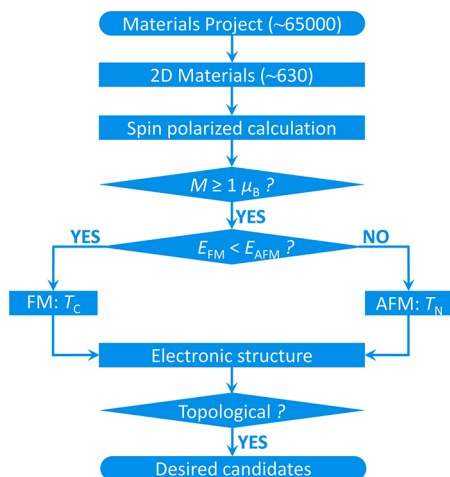 Materials Project (~65000)
2D Materials (~630)
Spin polarized calculation
M ≥ 1 μB ?
YES
YES
EFM < EAFM ?
NO
FM: TC
AFM: TN
Electronic structure
Topological ?
YES
Desired candidates